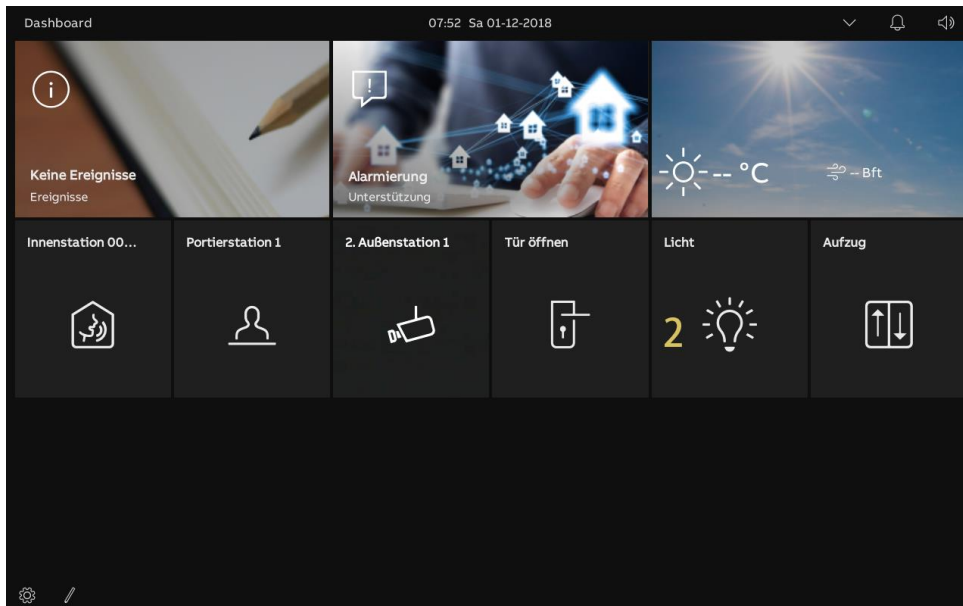 Dashboard
07:52 Sa 01-12-2018
Keine Ereignisse
Ereignisse
Alarmierung
Unterstützung
-- °C
-- Bft
Innenstation 00...
Portierstation 1
2. Außenstation 1
Tür öffnen
Licht
Aufzug
2